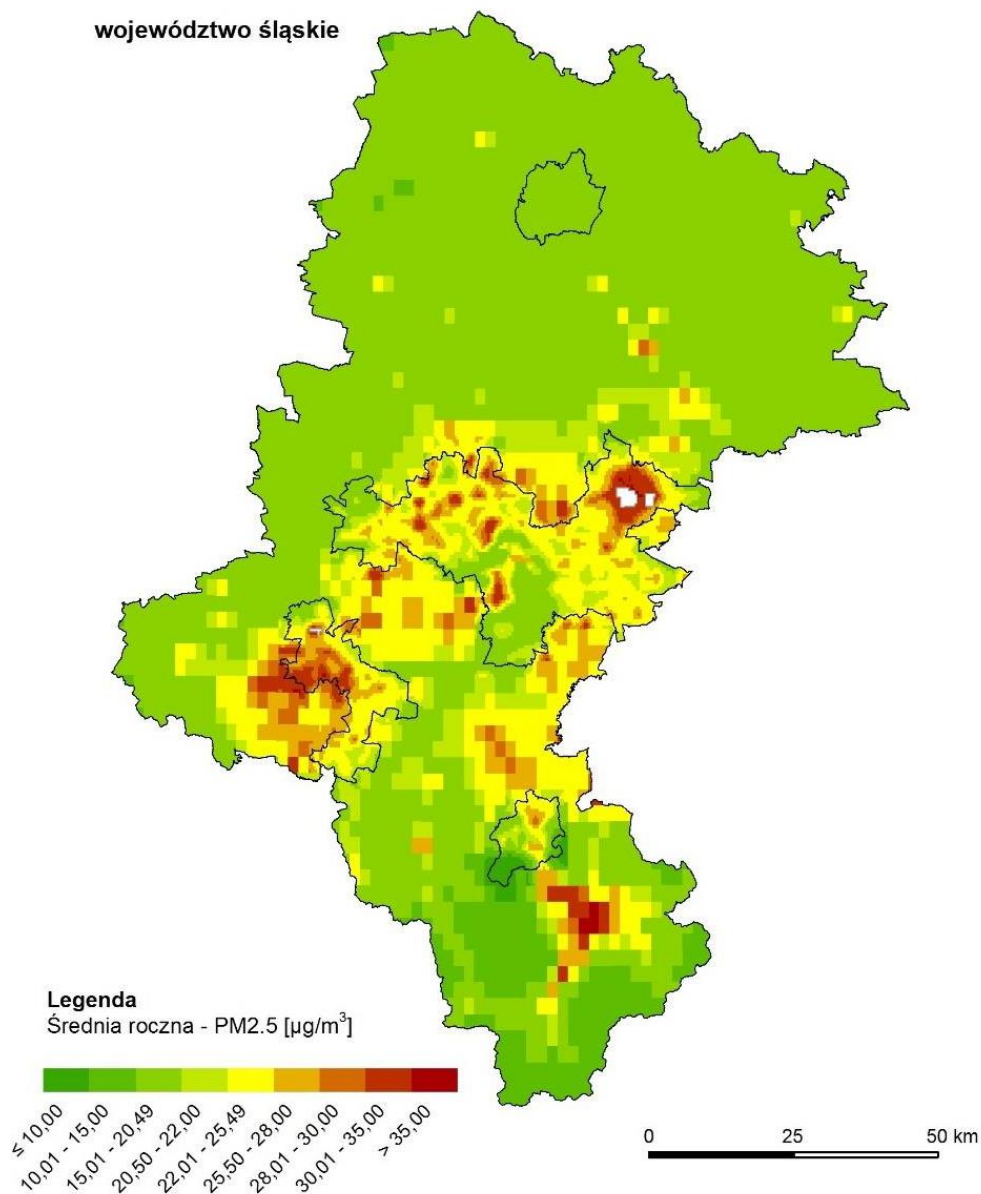 województwo śląskie
Legenda
Średnia roczna - PM2.5 [µg/m³]
≤ 10,00
10,01 - 15,00
15,01 - 20,49
20,50 - 22,00
22,01 - 25,49
25,50 - 28,00
28,01 - 30,00
30,01 - 35,00
> 35,00
0 25 50 km